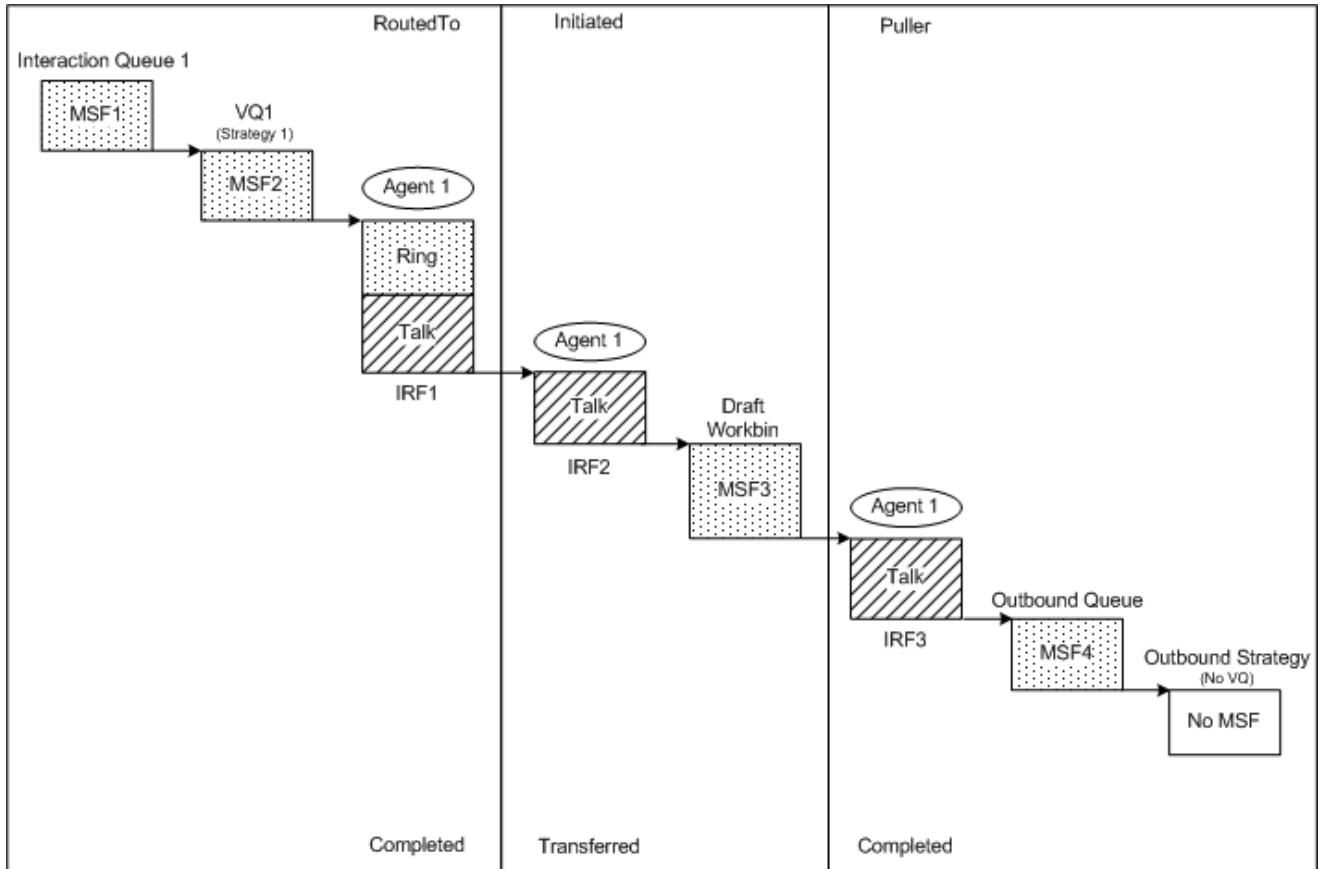 RoutedTo
Interaction Queue 1
MSF1
VQ1
(Strategy 1)
MSF2
Agent 1
Ring
Talk
IRF1
Completed
Initiated
Agent 1
Talk
IRF2
Draft
Workbin
MSF3
Transferred
Puller
Agent 1
Talk
IRF3
Outbound Queue
MSF4
Outbound Strategy
(No VQ)
No MSF
Completed